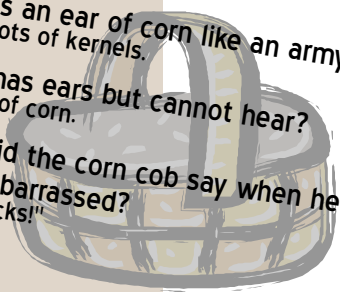 s an ear of corn like an army
ots of kernels.
has ears but cannot hear?
of corn.
id the corn cob say when he
barrassed?
cks!"